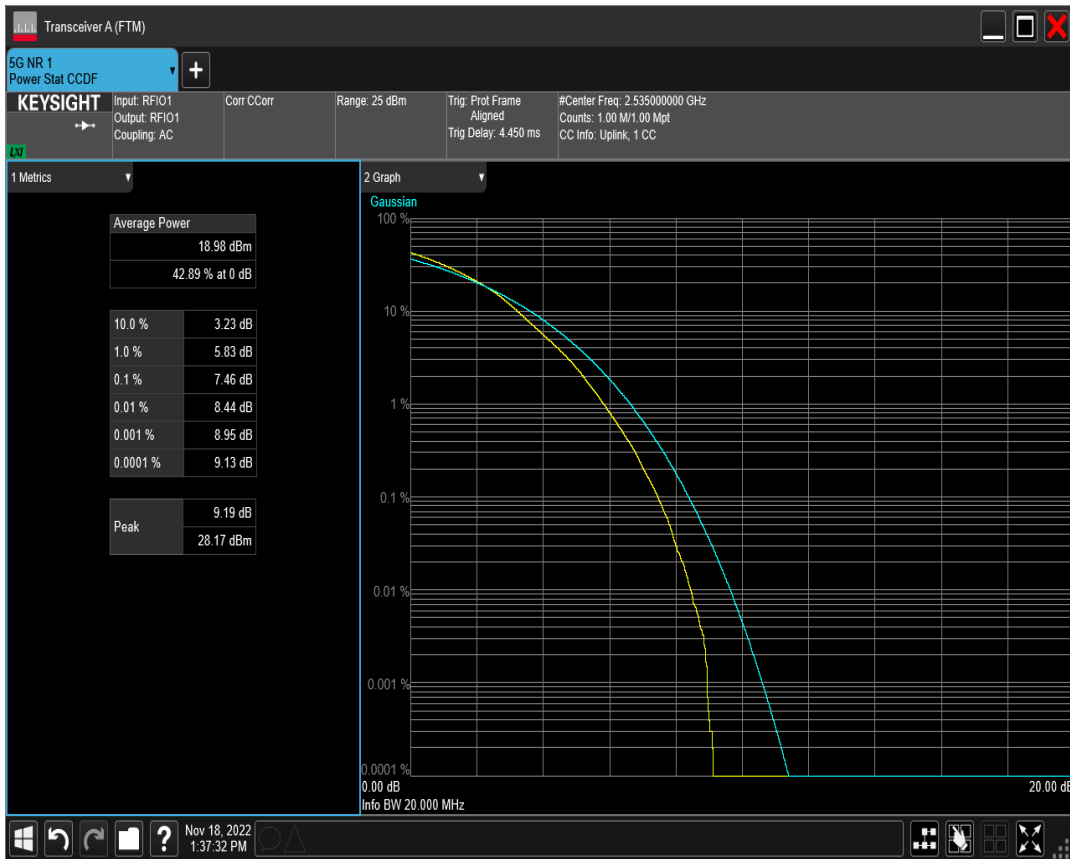 Transceiver A (FTM)
5G NR 1
Power Stat CCDF
+
KEYSIGHT
LXI
Input: RFIO1
Output: RFIO1
Coupling: AC
Corr CCorr
Range: 25 dBm
Trig: Prot Frame
Aligned
Trig Delay: 4.450 ms
#Center Freq: 2.535000000 GHz
Counts: 1.00 M/1.00 Mpt
CC Info: Uplink, 1 CC
1 Metrics
Average Power
18.98 dBm
42.89 % at 0 dB
10.0 % 3.23 dB
1.0 % 5.83 dB
0.1 % 7.46 dB
0.01 % 8.44 dB
0.001 % 8.95 dB
0.0001 % 9.13 dB
Peak
9.19 dB
28.17 dBm
2 Graph
Gaussian
100 %
10 %
1 %
0.1 %
0.01 %
0.001 %
0.0001 %
0.00 dB 20.00 dB
Info BW 20.000 MHz
?
Nov 18, 2022
1:37:32 PM